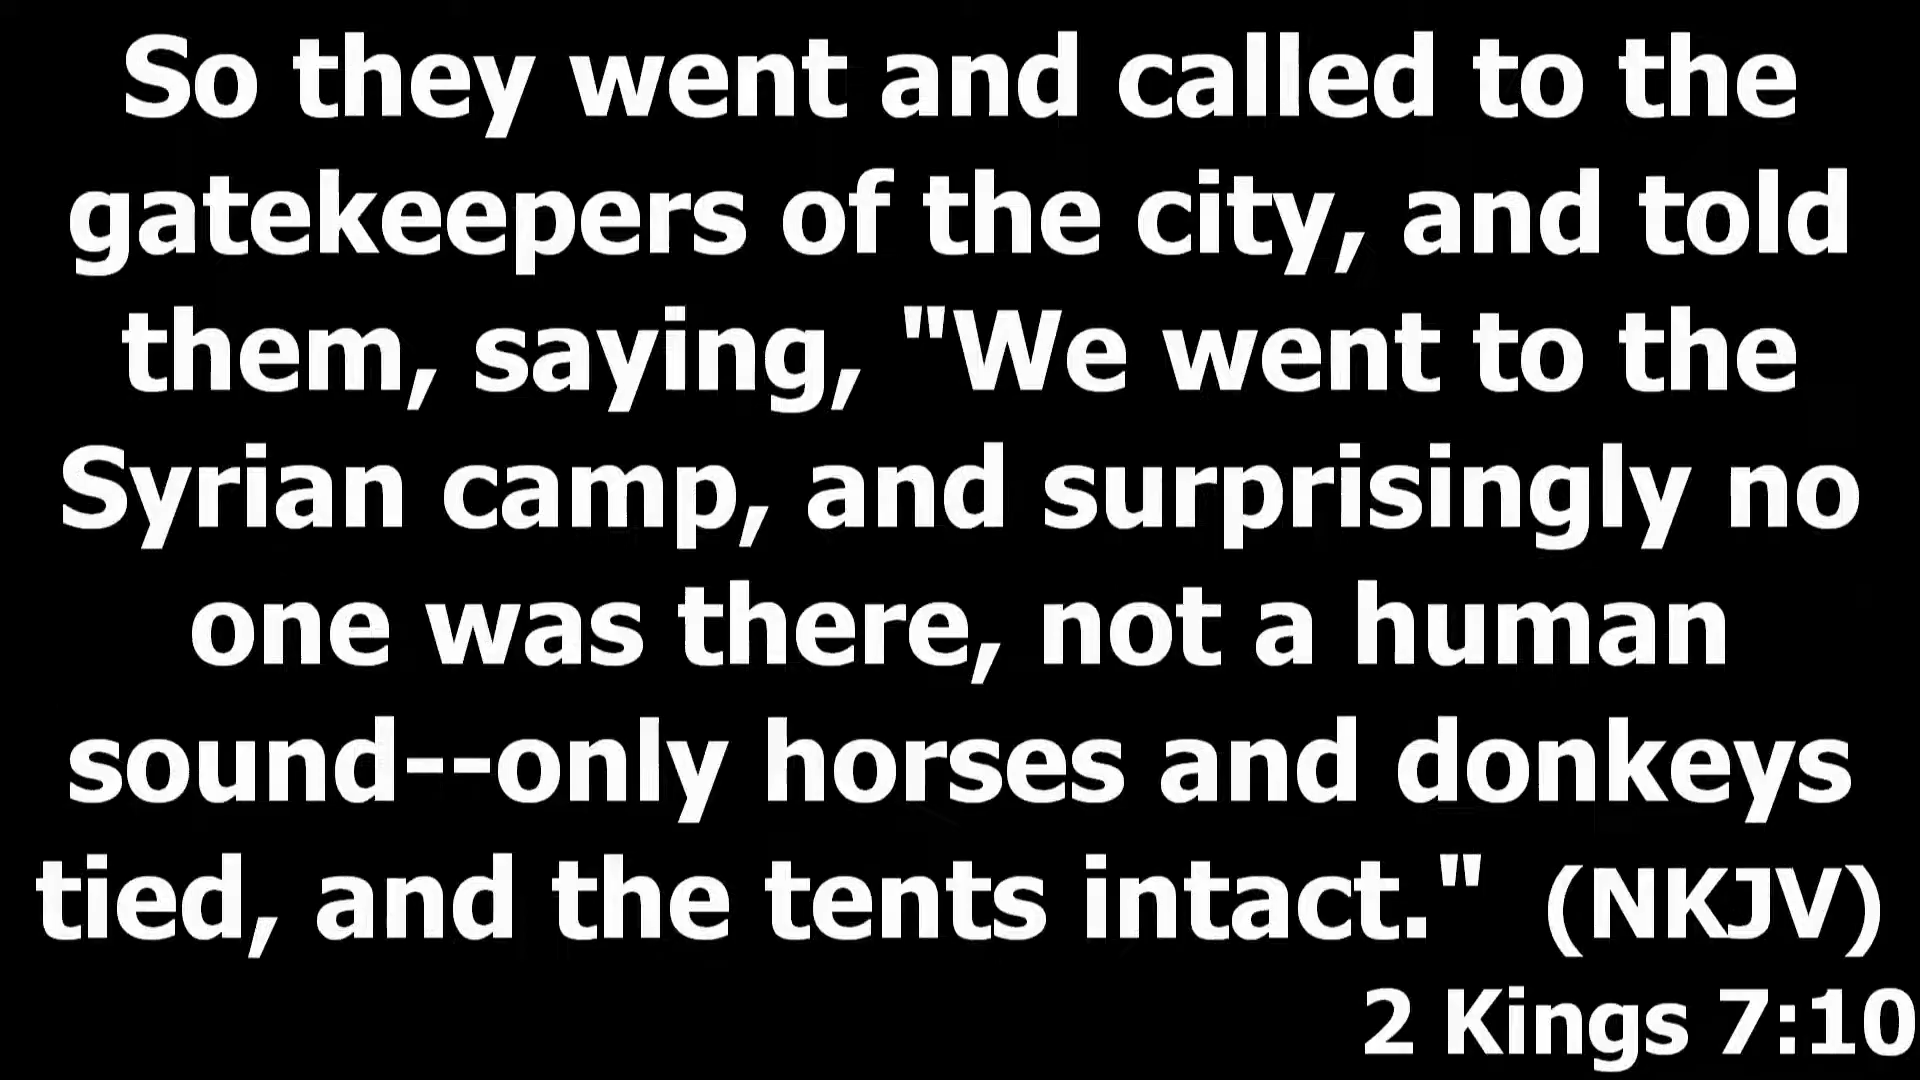 So they went and called to the
gatekeepers of the city, and told
them, saying, "We went to the
Syrian camp, and surprisingly no
one was there, not a human
sound--only horses and donkeys
tied, and the tents intact."  (NKJV)
2 Kings 7:10